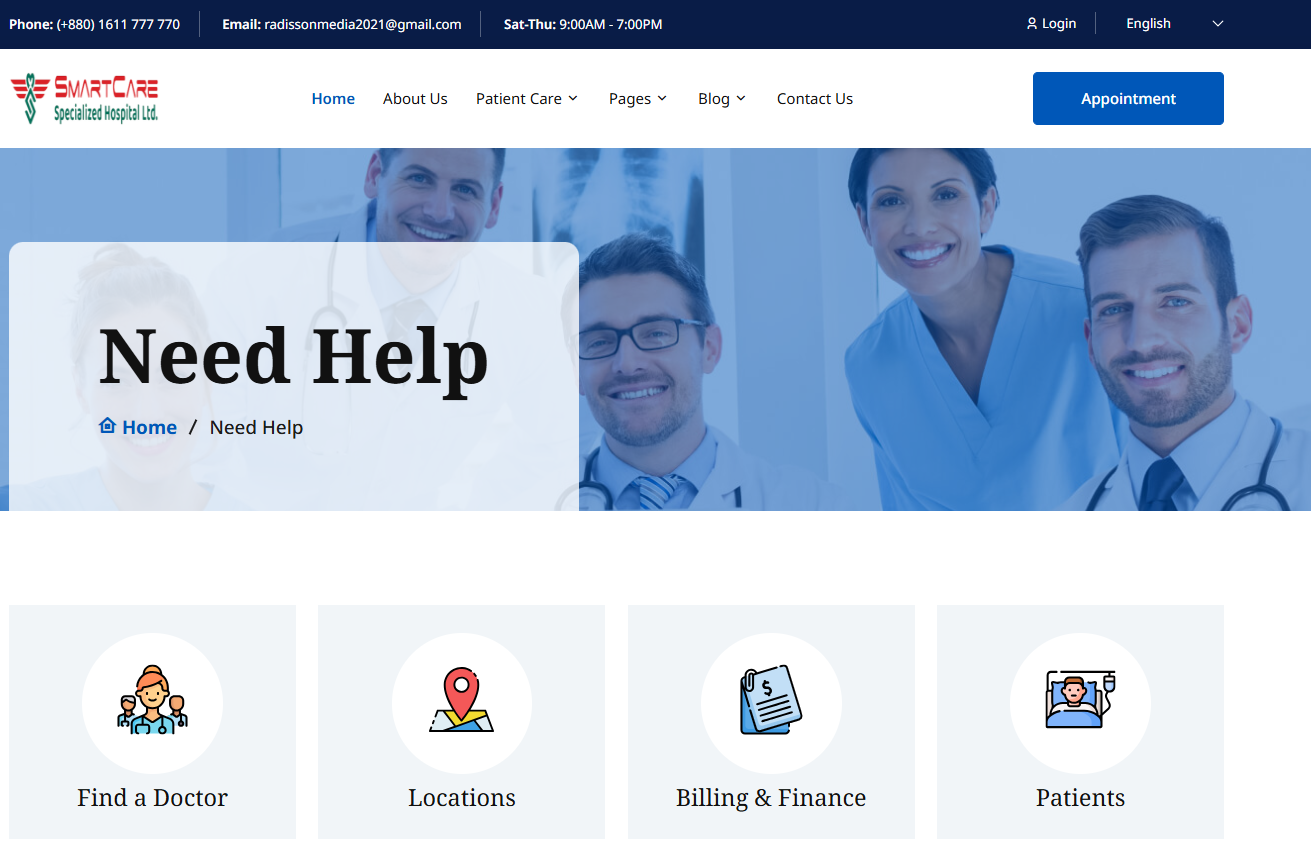 Phone: (+880) 1611 777 770
Email: radissonmedia2021@gmail.com
Sat-Thu: 9:00AM - 7:00PM
Login
English
SmartCare
Specialized Hospital Ltd.
Home
About Us
Patient Care
Pages
Blog
Contact Us
Appointment
Need Help
Home / Need Help
Find a Doctor
Locations
$
Billing & Finance
Patients